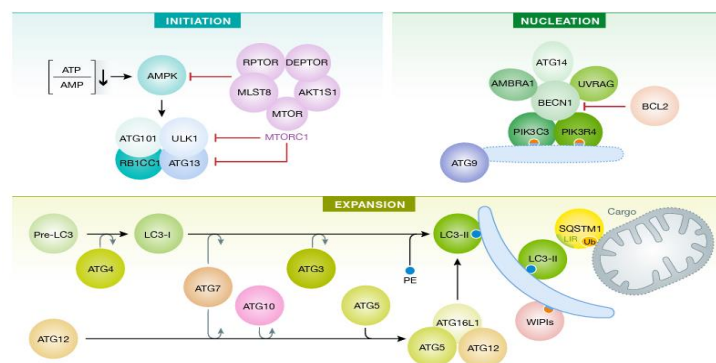 INITIATION
ATP
AMP
AMPK
RPTOR
DEPTOR
MLST8
AKT1S1
MTOR
MTORC1
ATG101
ULK1
RB1CC1
ATG13
NUCLEATION
ATG14
AMBRA1
UVRAG
BECN1
BCL2
PIK3C3
PIK3R4
ATG9
EXPANSION
Pre-LC3
LC3-I
LC3-II
SQSTM1
LIR
Ub
Cargo
LC3-II
ATG4
ATG3
PE
ATG7
ATG10
ATG5
WIPIs
ATG16L1
ATG12
ATG5
ATG12